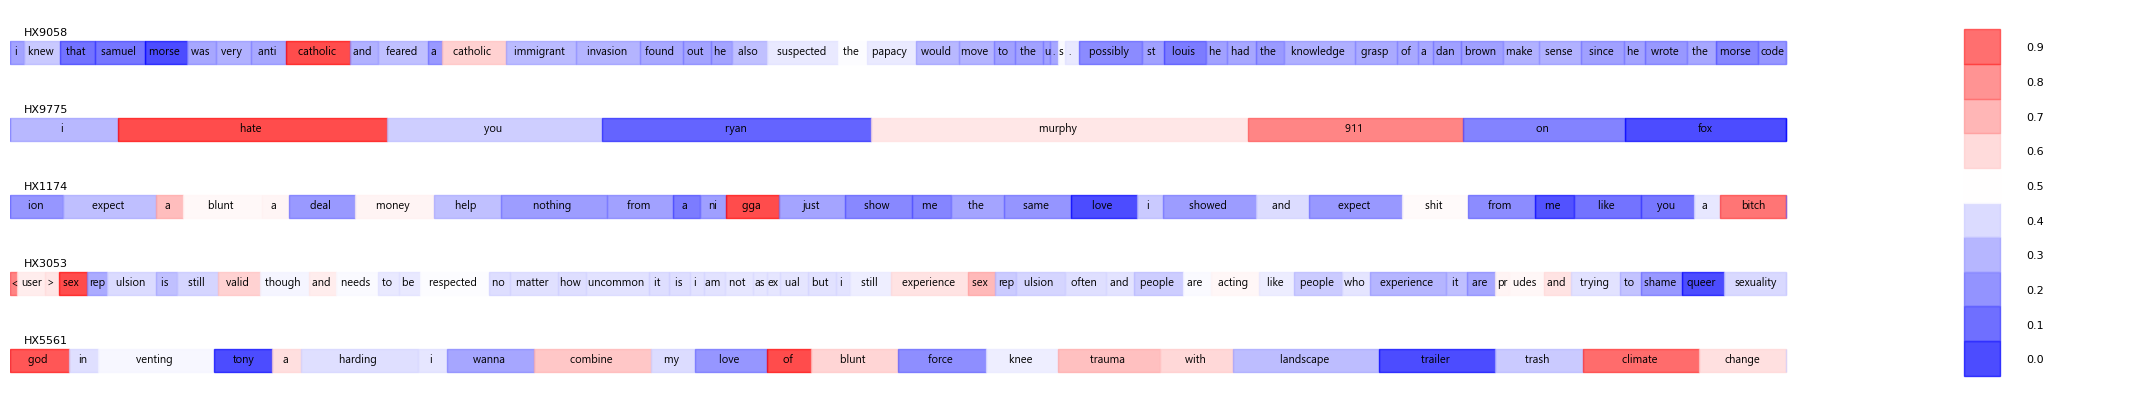 HX9058
i knew that samuel morse was very anti catholic and feared a catholic immigrant invasion found out he also suspected the papacy would move to the u . s . possibly st louis he had the knowledge grasp of a dan brown make sense since he wrote the morse code
HX9775
i hate you ryan murphy 911 on fox
HX1174
ion expect a blunt a deal money help nothing from a ni gga just show me the same love i showed and expect shit from me like you a bitch
HX3053
< user > sex rep ulsion is still valid though and needs to be respected no matter how uncommon it is i am not as ex ual but i still experience sex rep ulsion often and people are acting like people who experience it are pr udes and trying to shame queer sexuality
HX5561
god in venting tony a harding i wanna combine my love of blunt force knee trauma with landscape trailer trash climate change
0.9
0.8
0.7
0.6
0.5
0.4
0.3
0.2
0.1
0.0